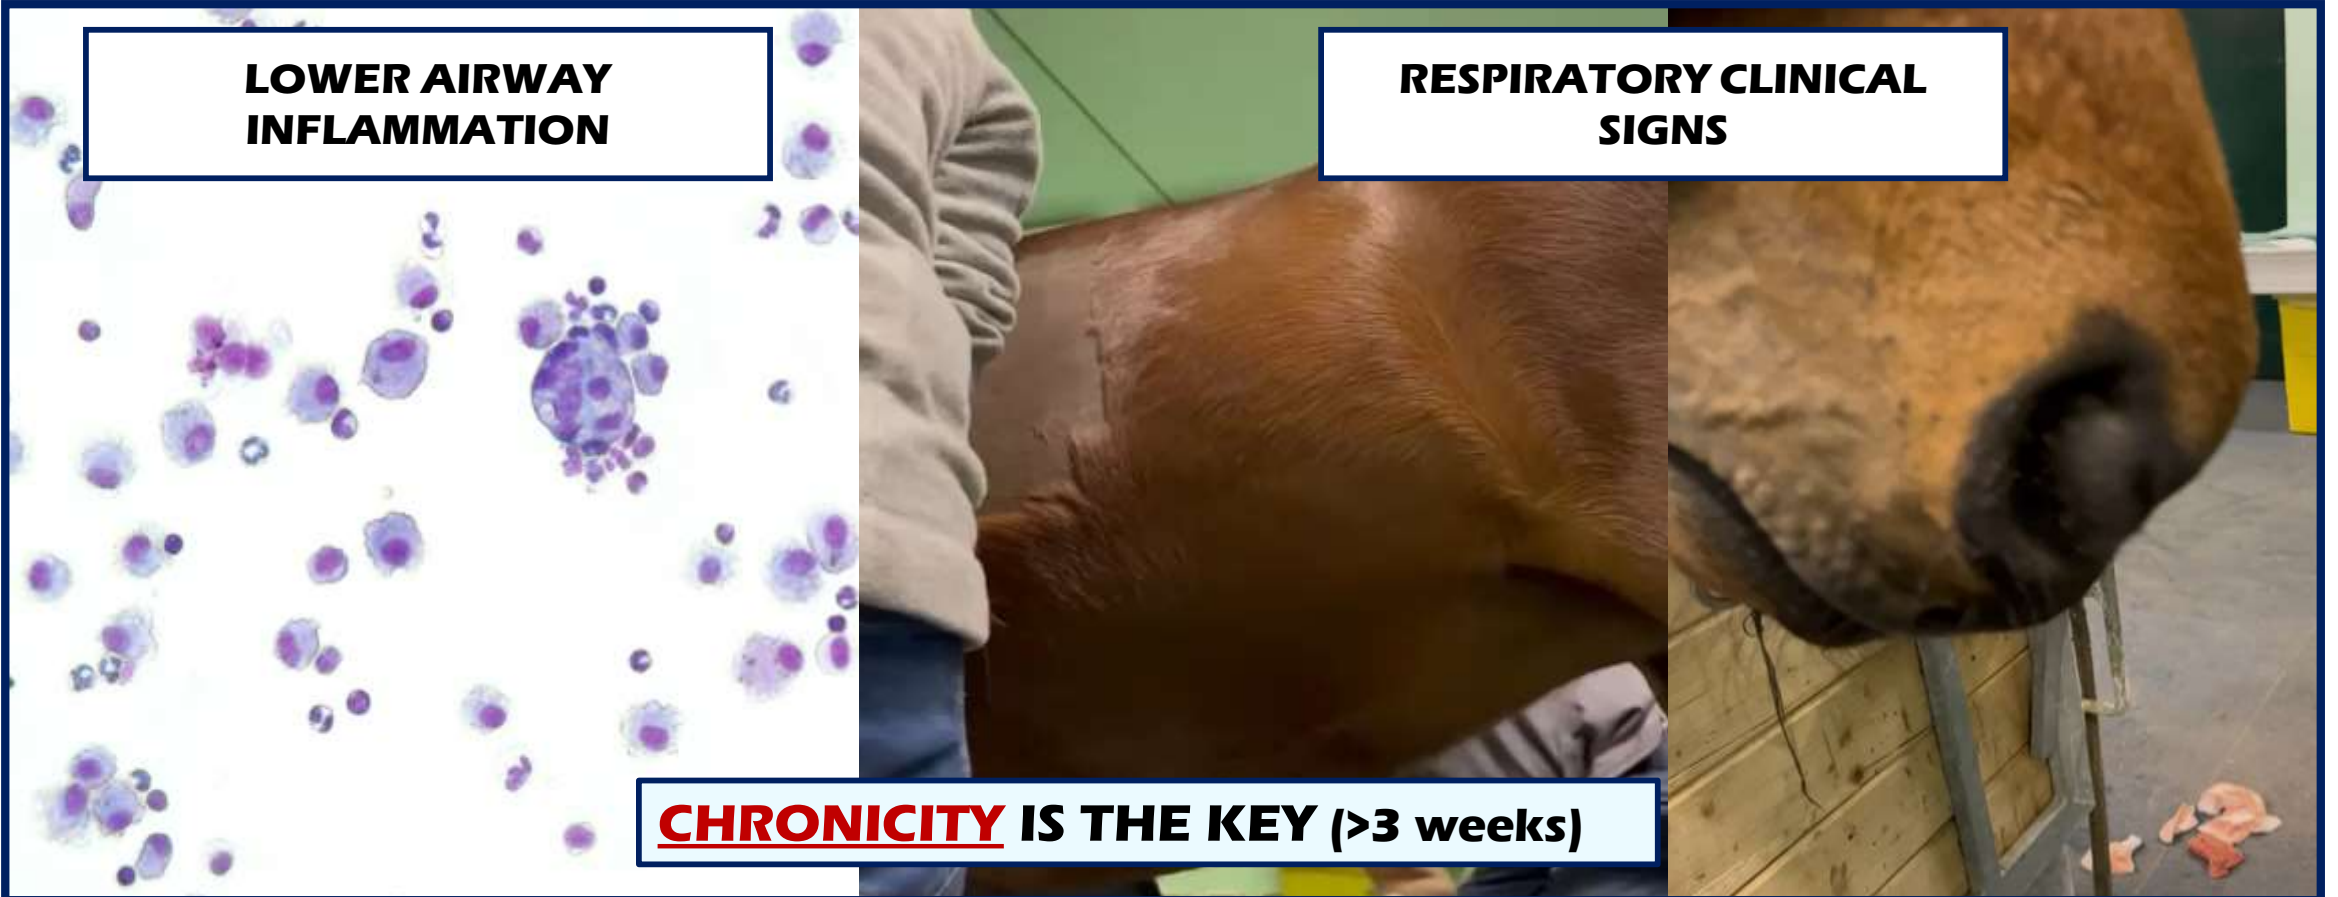 LOWER AIRWAY
INFLAMMATION
RESPIRATORY CLINICAL
SIGNS
CHRONICITY IS THE KEY (>3 weeks)